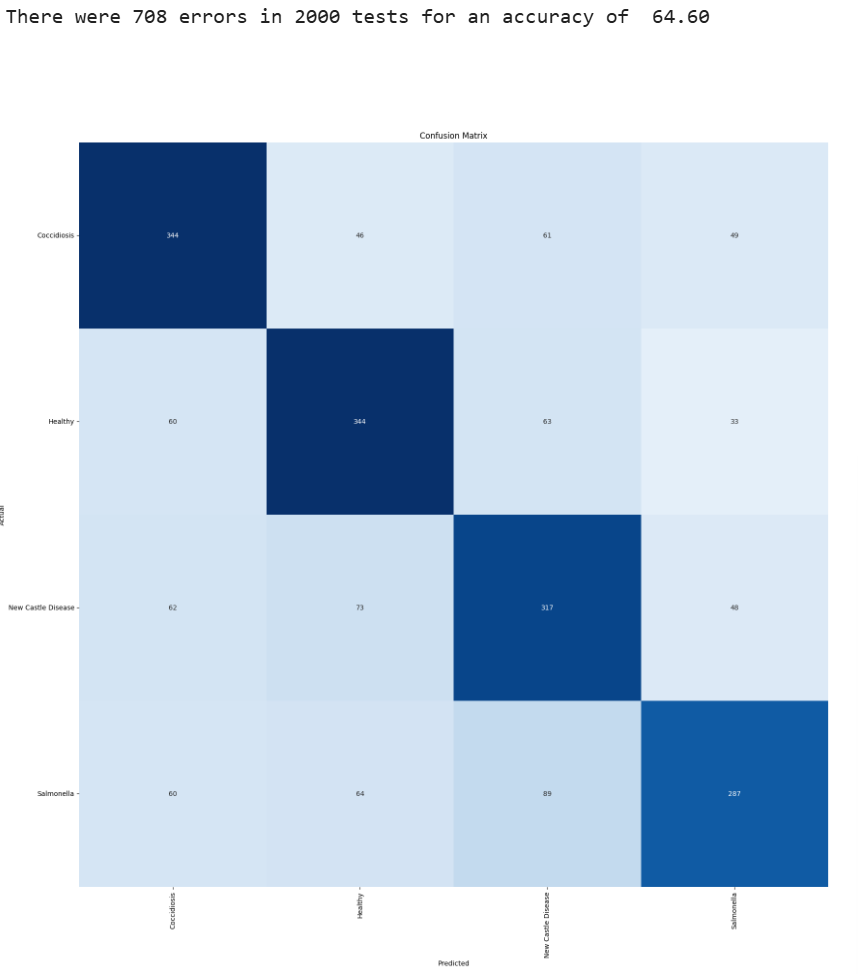 There were 708 errors in 2000 tests for an accuracy of  64.60
Confusion Matrix
Coccidiosis
344
46
61
49
Healthy
60
344
63
33
Actual
New Castle Disease
62
73
317
48
Salmonella
60
64
89
287
Coccidiosis
Healthy
New Castle Disease
Salmonella
Predicted